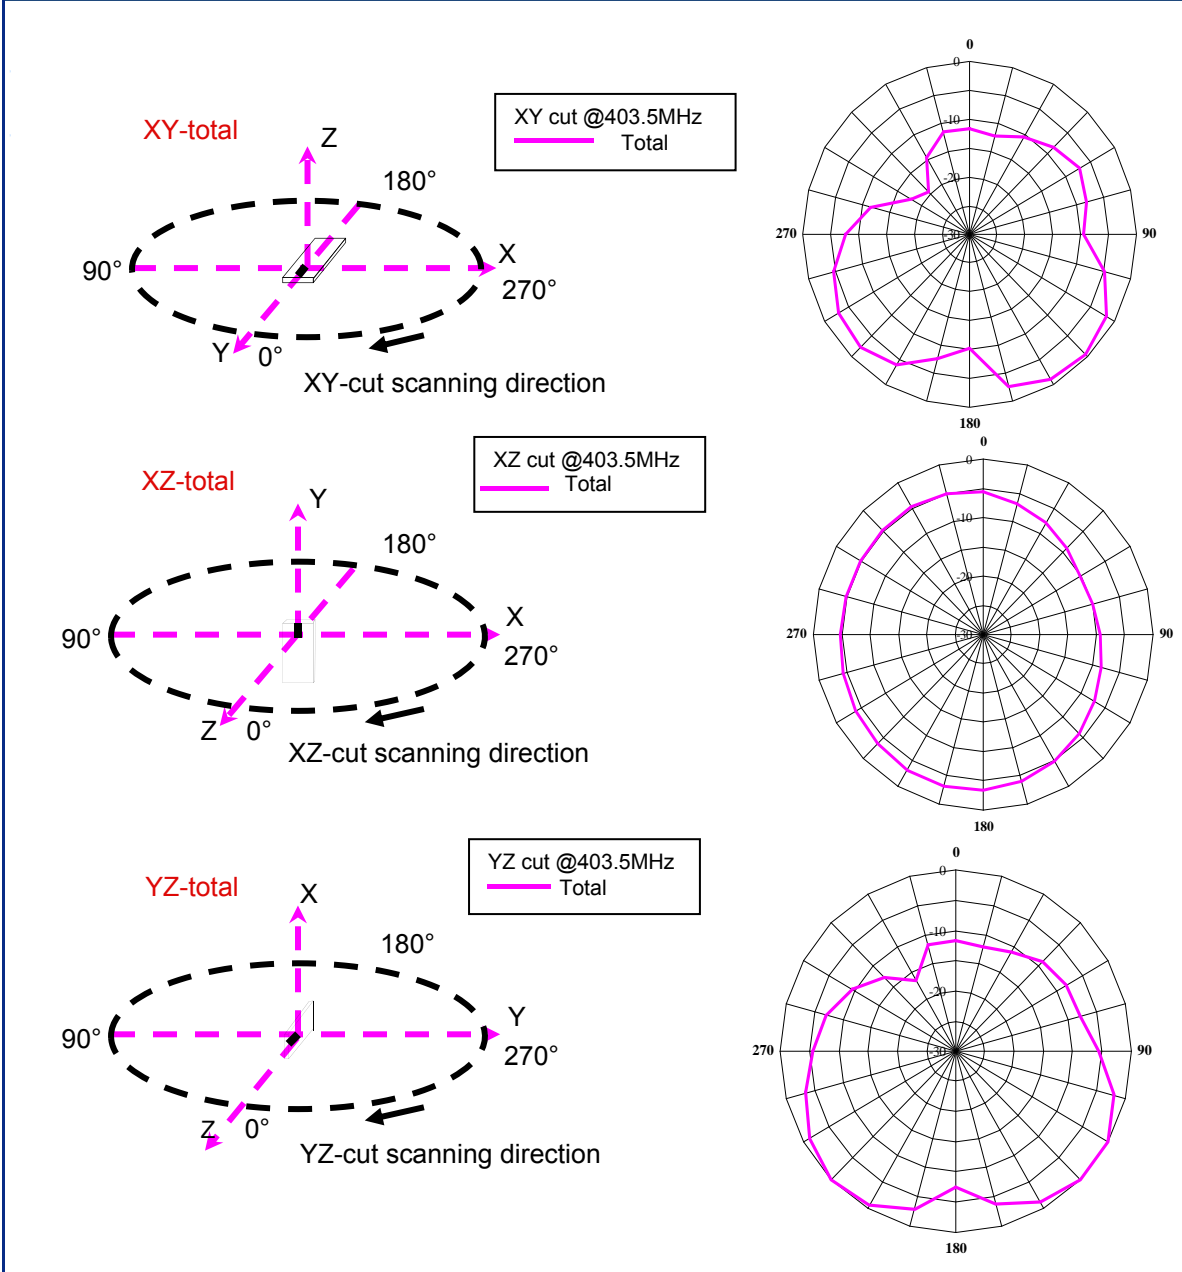 XY-total
Z
180°
90°
X
270°
Y
0°
XY-cut scanning direction
XY cut @403.5MHz
Total
0
0
-10
-20
-30
270
90
180
XZ-total
Y
180°
90°
X
270°
Z
0°
XZ-cut scanning direction
XZ cut @403.5MHz
Total
0
0
-10
-20
-30
270
90
180
YZ-total
X
180°
90°
Y
270°
Z
0°
YZ-cut scanning direction
YZ cut @403.5MHz
Total
0
0
-10
-20
-30
270
90
180